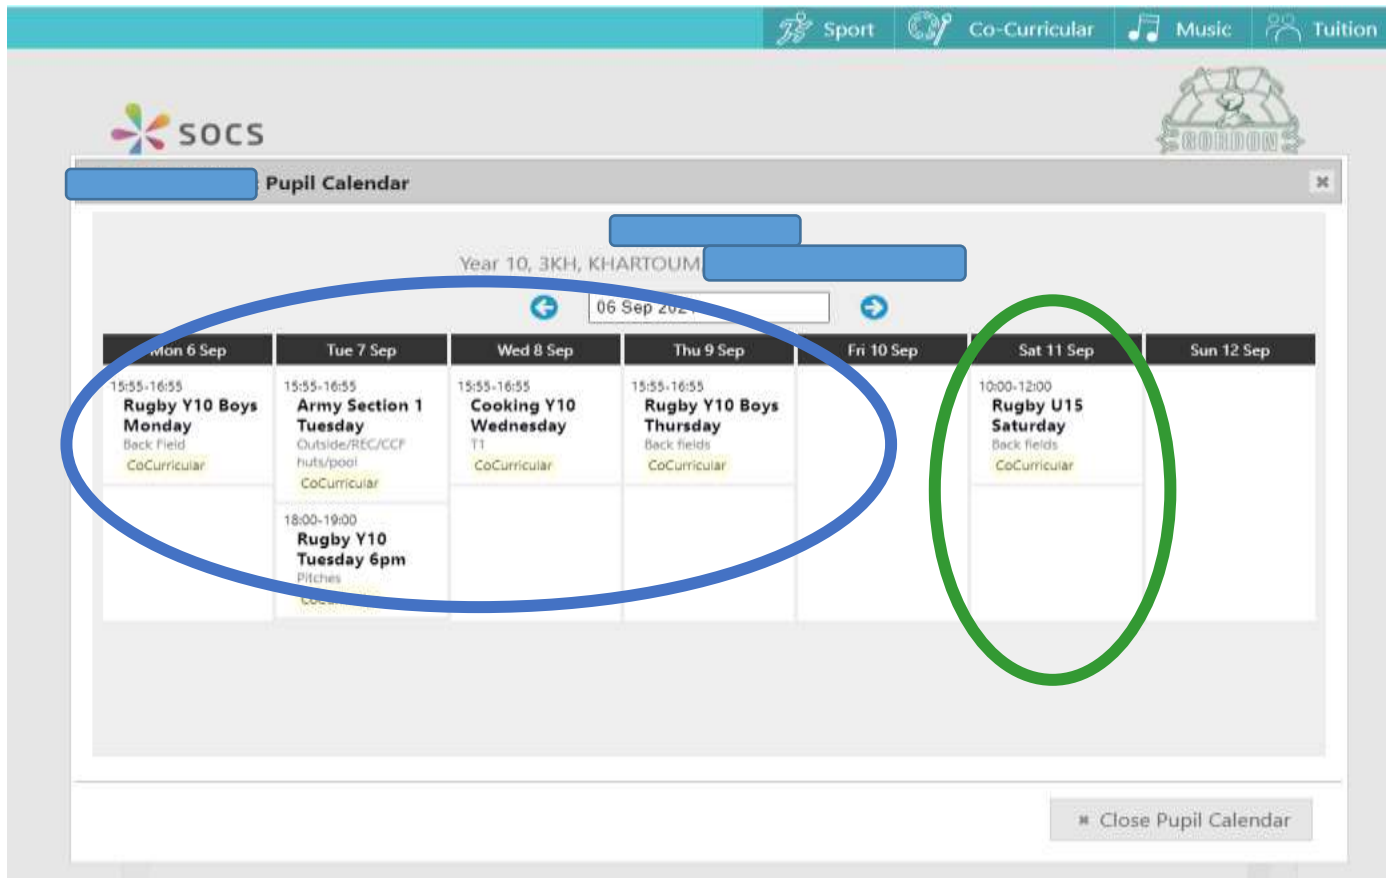 Sport Co-Curricular Music Tuition
socs
GORDON
Pupil Calendar
Year 10, 3KH, KHARTOUM
06 Sep
Mon 6 Sep Tue 7 Sep Wed 8 Sep Thu 9 Sep Fri 10 Sep Sat 11 Sep Sun 12 Sep
15:55-16:55
Rugby Y10 Boys
Monday
Back Field
CoCurricular
15:55-16:55
Army Section 1
Tuesday
Outside/REC/CCF
huts/pool
CoCurricular
18:00-19:00
Rugby Y10
Tuesday 6pm
Pitches
15:55-16:55
Cooking Y10
Wednesday
T1
CoCurricular
15:55-16:55
Rugby Y10 Boys
Thursday
Back fields
CoCurricular
10:00-12:00
Rugby U15
Saturday
Back fields
CoCurricular
Close Pupil Calendar